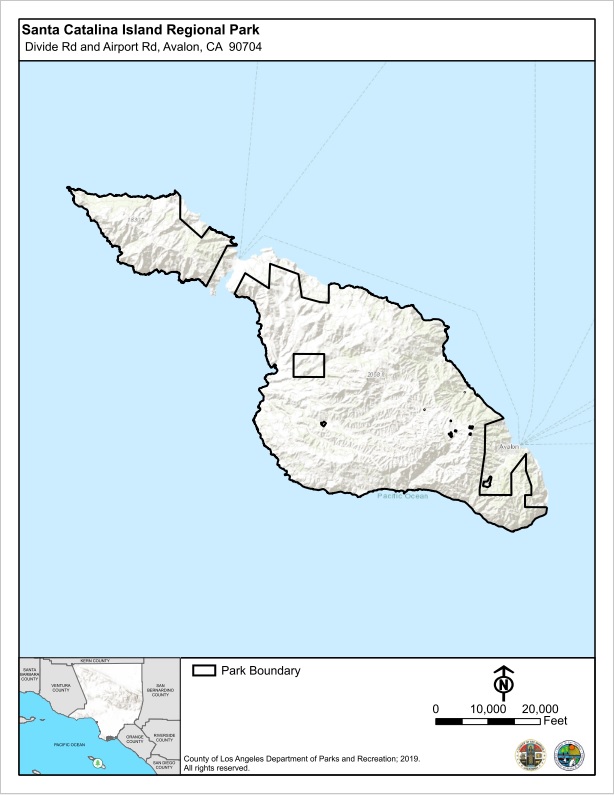 Santa Catalina Island Regional Park
Divide Rd and Airport Rd, Avalon, CA 90704
Avalon
Pacific Ocean
KERN COUNTY
SANTA
BARBARA
COUNTY
VENTURA
COUNTY
SAN
BERNARDINO
COUNTY
ORANGE
COUNTY
RIVERSIDE
COUNTY
PACIFIC OCEAN
SAN DIEGO
COUNTY
Park Boundary
N
0 10,000 20,000
Feet
County of Los Angeles Department of Parks and Recreation; 2019.
All rights reserved.